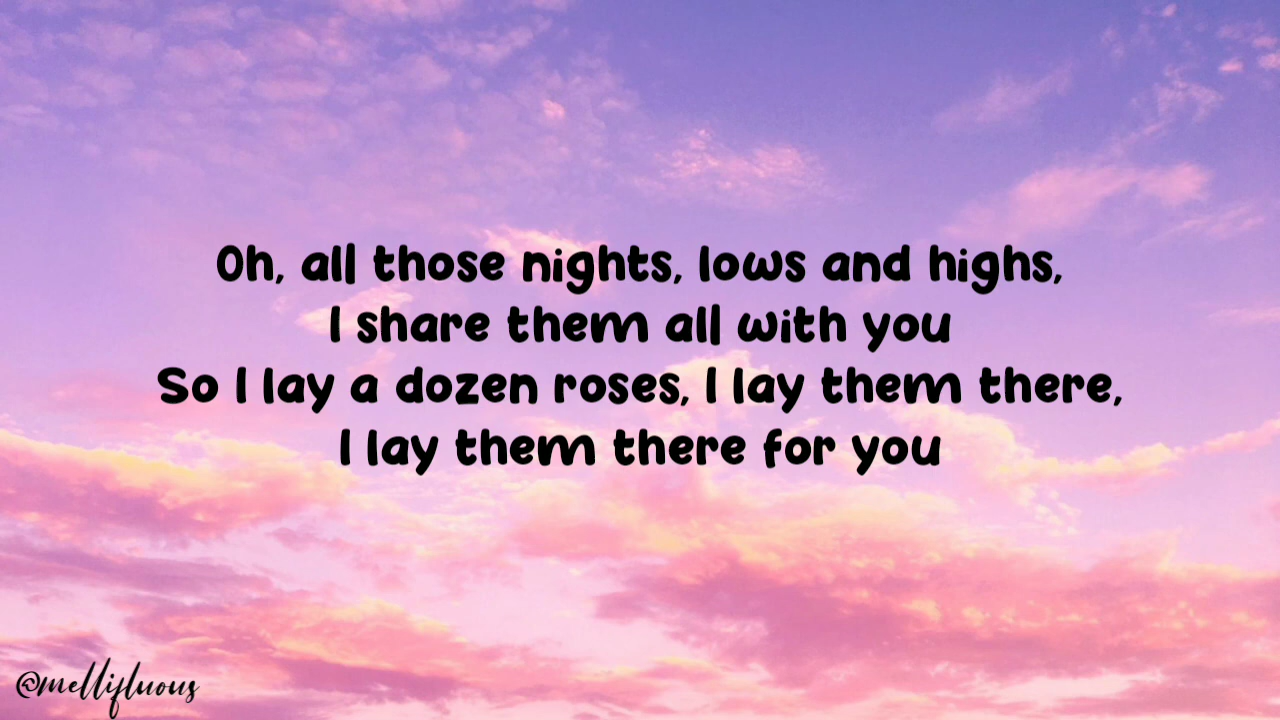 Oh, all those nights, lows and highs,
I share them all with you
So I lay a dozen roses, I lay them there,
I lay them there for you
@mellifluous